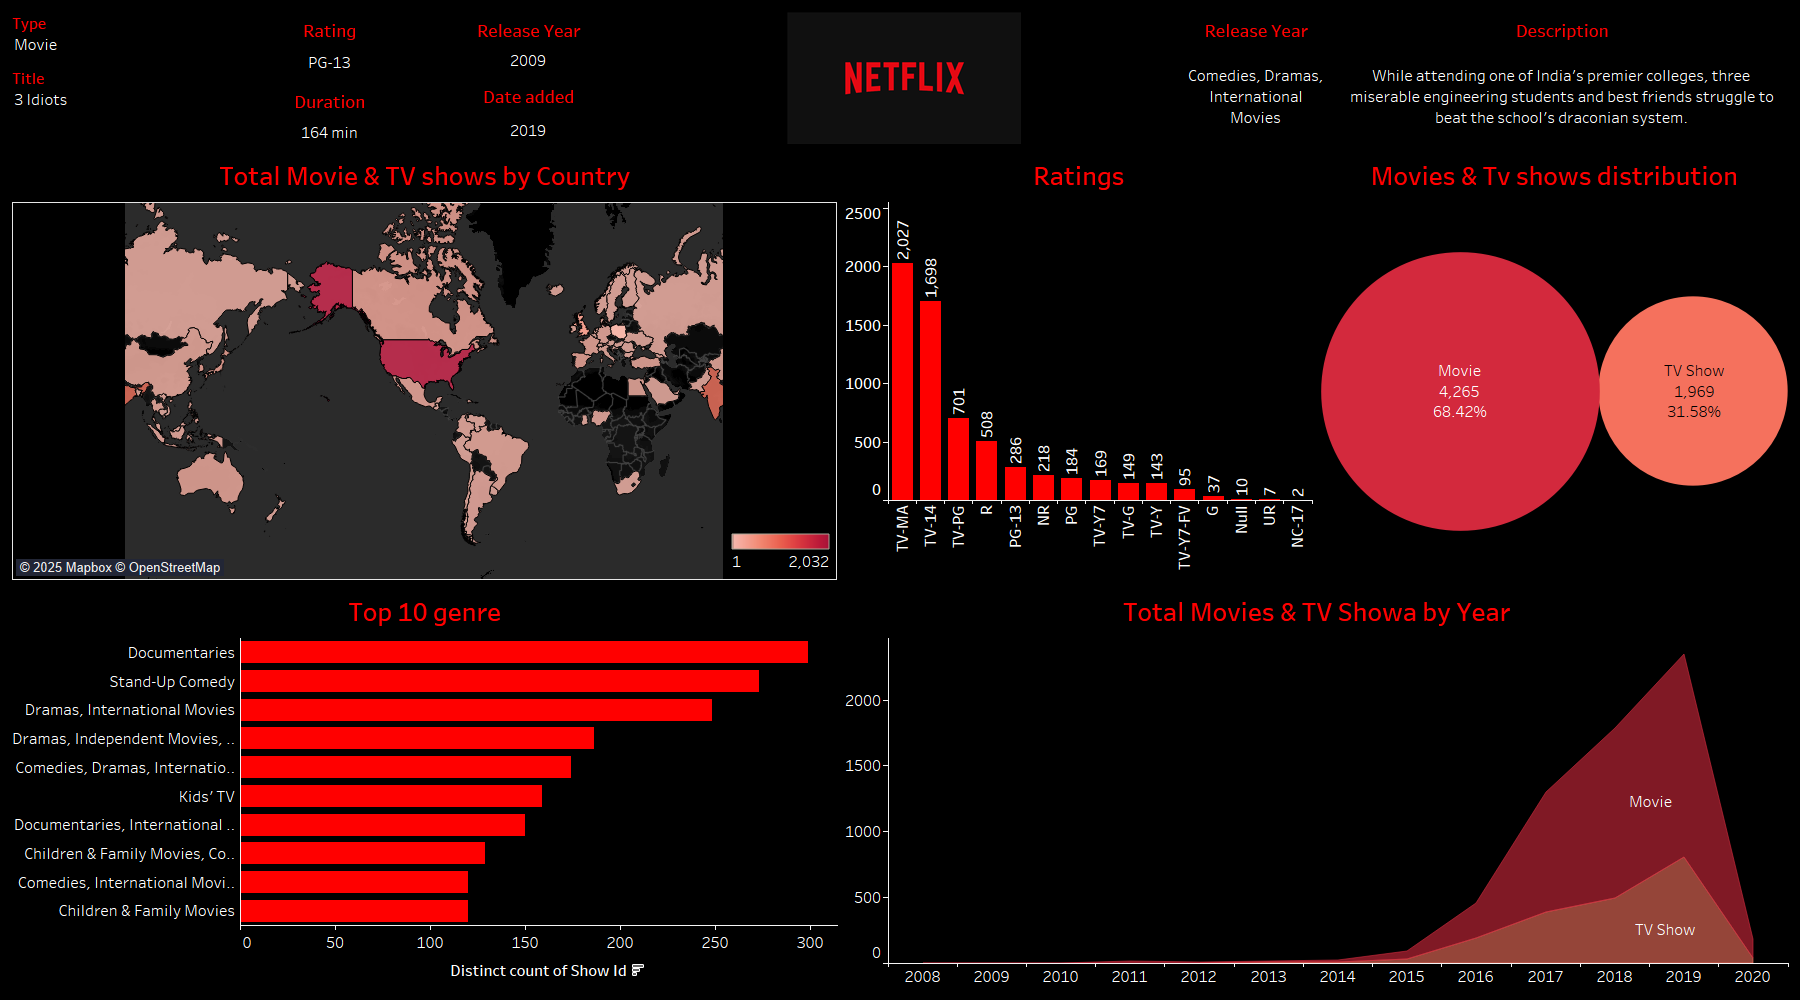 Type
Movie
Title
3 Idiots
Rating
PG-13
Duration
164 min
Release Year
2009
Date added
2019
NETFLIX
Release Year
Comedies, Dramas,
International
Movies
Description
While attending one of India's premier colleges, three
miserable engineering students and best friends struggle to
beat the school's draconian system.
Total Movie & TV shows by Country
© 2025 Mapbox © OpenStreetMap
1
2,032
Ratings
2500
2000
1500
1000
500
0
2,027
1,698
701
508
286
218
184
169
149
143
95
37
10
7
2
TV-MA
TV-14
TV-PG
R
PG-13
NR
PG
TV-Y7
TV-G
TV-Y
TV-Y7-FV
G
Null
UR
NC-17
Movies & Tv shows distribution
Movie
4,265
68.42%
TV Show
1,969
31.58%
Top 10 genre
Documentaries
Stand-Up Comedy
Dramas, International Movies
Dramas, Independent Movies, ..
Comedies, Dramas, Internatio..
Kids' TV
Documentaries, International ..
Children & Family Movies, Co..
Comedies, International Movi..
Children & Family Movies
0 50 100 150 200 250 300
Distinct count of Show Id
Total Movies & TV Showa by Year
2000
1500
1000
500
0
Movie
TV Show
2008 2009 2010 2011 2012 2013 2014 2015 2016 2017 2018 2019 2020